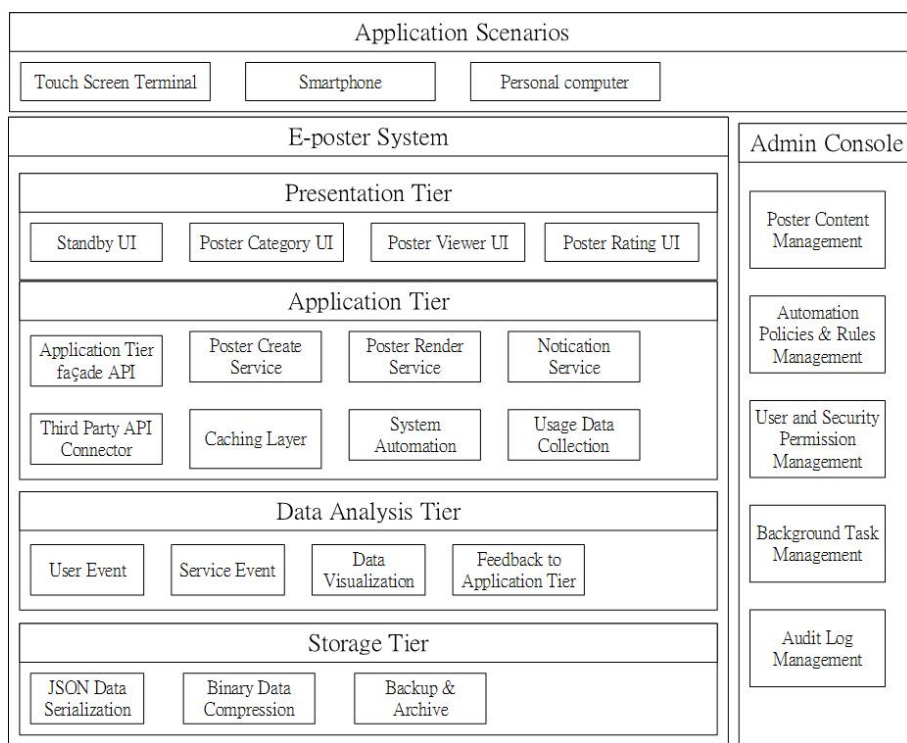 Application Scenarios
Touch Screen Terminal
Smartphone
Personal computer
E-poster System
Presentation Tier
Standby UI
Poster Category UI
Poster Viewer UI
Poster Rating UI
Application Tier
Application Tier
façade API
Poster Create
Service
Poster Render
Service
Notication
Service
Third Party API
Connector
Caching Layer
System
Automation
Usage Data
Collection
Data Analysis Tier
User Event
Service Event
Data
Visualization
Feedback to
Application Tier
Storage Tier
JSON Data
Serialization
Binary Data
Compression
Backup &
Archive
Admin Console
Poster Content
Management
Automation
Policies & Rules
Management
User and Security
Permission
Management
Background Task
Management
Audit Log
Management